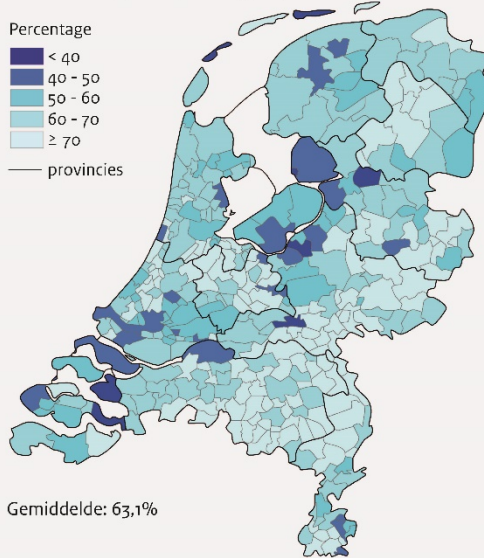 Percentage
< 40
40 - 50
50 - 60
60 - 70
≥ 70
provincies
Gemiddelde: 63,1%